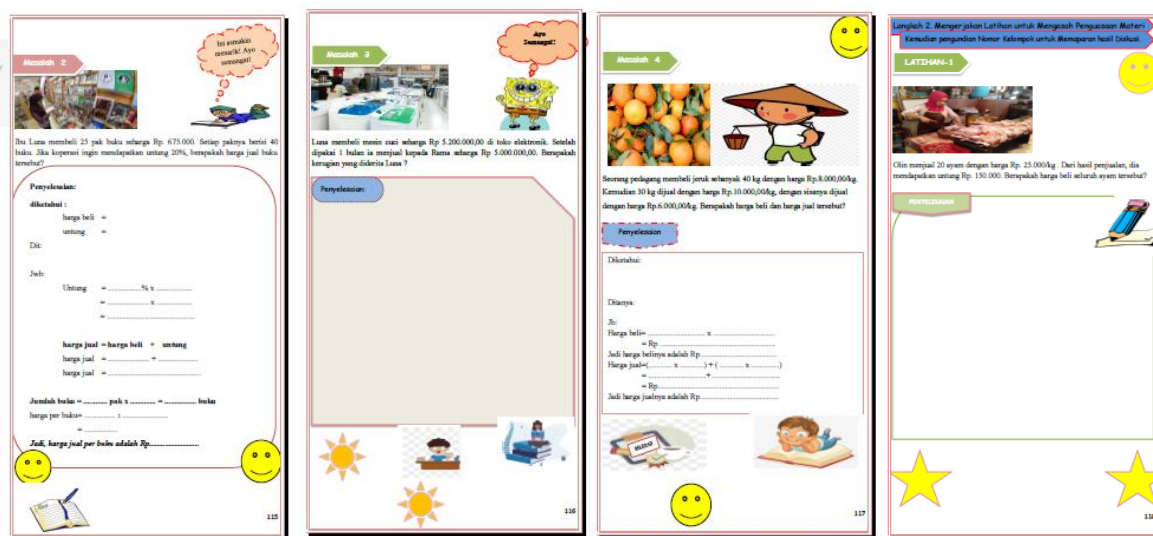 Masalah 2
Ini semakin
menarik! Ayo
semangat!
Ibu Luna membeli 25 pak buku seharga Rp. 675.000. Setiap paknya berisi 40
buku. Jika koperasi ingin mendapatkan untung 20%, berapakah harga jual buku
tersebut?
Penyelesaian:
diketahui :
harga beli =
untung =
Dit:
Jwb:
Untung = ................% x ................
= ................ x ................
= ................................
harga jual = harga beli + untung
harga jual = ................ + ................
harga jual = ................................
Jumlah buku = .......... pak x .......... = .............. buku
harga per buku= .............. : ..................
= ..............
Jadi, harga jual per buku adalah Rp......................
115
Masalah 3
Ayo
Semangat!
Luna membeli mesin cuci seharga Rp 5.200.000,00 di toko elektronik. Setelah
dipakai 1 bulan ia menjual kepada Rama seharga Rp 5.000.000,00. Berapakah
kerugian yang diderita Luna ?
Penyelesaian:
116
Masalah 4
Seorang pedagang membeli jeruk sebanyak 40 kg dengan harga Rp.8.000,00/kg.
Kemudian 30 kg dijual dengan harga Rp.10.000,00/kg, dengan sisanya dijual
dengan harga Rp.6.000,00/kg. Berapakah harga beli dan harga jual tersebut?
Penyelesaian
Diketahui:
Ditanya:
Jb:
Harga beli= ...................... x ........................
= Rp ................................................
Jadi harga belinya adalah Rp..............................
Harga jual=(.......... x ..........) + ( .......... x ............)
= ........................+..........................
= Rp................................................
Jadi harga jualnya adalah Rp..............................
117
Langkah 2. Mengerjakan Latihan untuk Mengasah Penguasaan Materi
Kemudian pengundian Nomor Kelompok untuk Memaparan hasil Diskusi.
LATIHAN-1
Olin menjual 20 ayam dengan harga Rp. 25.000/kg . Dari hasil penjualan, dia
mendapatkan untung Rp. 150.000. Berapakah harga beli seluruh ayam tersebut?
PENYELESAIAN